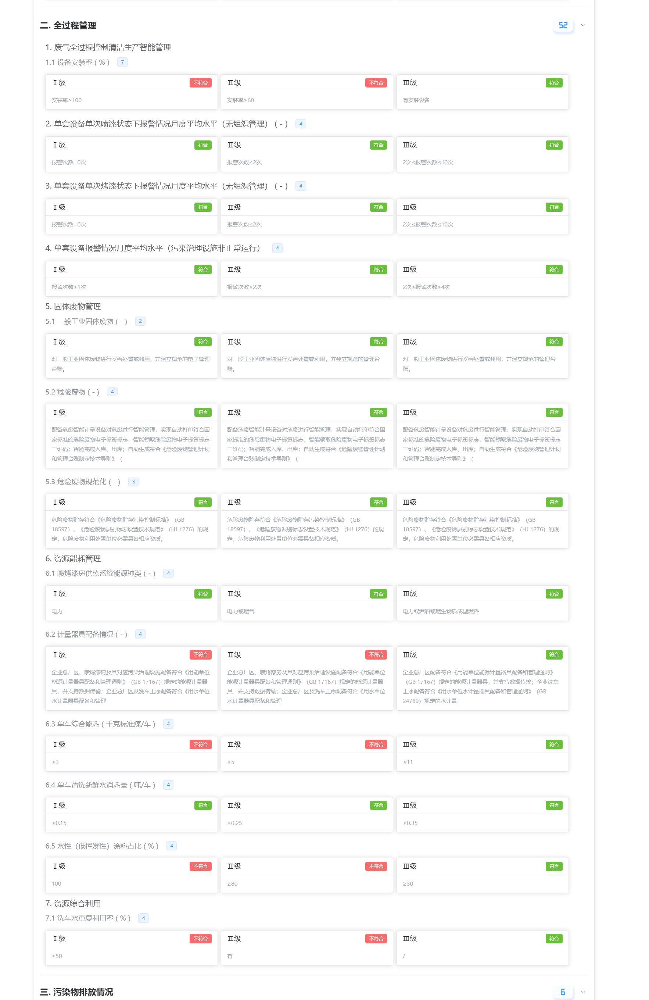 二. 全过程管理 52
1. 废气全过程控制清洁生产智能管理
1.1 设备安装率 ( % ) 7
Ⅰ级 不符合 Ⅱ级 不符合 Ⅲ级 符合
安装率≥100 安装率≥60 有安装设备
2. 单套设备单次喷漆状态下报警情况月度平均水平（无组织管理） ( - ) 4
Ⅰ级 符合 Ⅱ级 符合 Ⅲ级 符合
报警次数=0次 报警次数≤2次 2次≤报警次数≤10次
3. 单套设备单次烤漆状态下报警情况月度平均水平（无组织管理） ( - ) 4
Ⅰ级 符合 Ⅱ级 符合 Ⅲ级 符合
报警次数=0次 报警次数≤2次 2次≤报警次数≤10次
4. 单套设备报警情况月度平均水平（污染治理设施非正常运行） 4
Ⅰ级 符合 Ⅱ级 符合 Ⅲ级 符合
报警次数≤1次 报警次数≤2次 2次≤报警次数≤4次
5. 固体废物管理
5.1 一般工业固体废物 ( - ) 2
Ⅰ级 符合 Ⅱ级 符合 Ⅲ级 符合
对一般工业固体废物进行妥善处置或利用，并建立规范的电子管理
台账。
对一般工业固体废物进行妥善处置或利用，并建立规范的管理台
账。
对一般工业固体废物进行妥善处置或利用，并建立规范的管理台
账。
5.2 危险废物 ( - ) 4
Ⅰ级 符合 Ⅱ级 符合 Ⅲ级 符合
配备危废智能计量设备对危废进行智能管理，实现自动打印符合国
家标准的危险废物电子标签标志，智能领取危险废物电子标签标志
二维码；智能完成入库、出库；自动生成符合《危险废物管理计划
和管理台账制定技术导则》（
配备危废智能计量设备对危废进行智能管理，实现自动打印符合国
家标准的危险废物电子标签标志，智能领取危险废物电子标签标志
二维码；智能完成入库、出库；自动生成符合《危险废物管理计划
和管理台账制定技术导则》（
配备危废智能计量设备对危废进行智能管理，实现自动打印符合国
家标准的危险废物电子标签标志，智能领取危险废物电子标签标志
二维码；智能完成入库、出库；自动生成符合《危险废物管理计划
和管理台账制定技术导则》（
5.3 危险废物规范化 ( - ) 3
Ⅰ级 符合 Ⅱ级 符合 Ⅲ级 符合
危险废物贮存符合《危险废物贮存污染控制标准》（GB
18597）、《危险废物识别标志设置技术规范》（HJ 1276）的规
定，危险废物利用处置单位必需具备相应资质。
危险废物贮存符合《危险废物贮存污染控制标准》（GB
18597）、《危险废物识别标志设置技术规范》（HJ 1276）的规
定，危险废物利用处置单位必需具备相应资质。
危险废物贮存符合《危险废物贮存污染控制标准》（GB
18597）、《危险废物识别标志设置技术规范》（HJ 1276）的规
定，危险废物利用处置单位必需具备相应资质。
6. 资源能耗管理
6.1 喷烤漆房供热系统能源种类 ( - ) 4
Ⅰ级 符合 Ⅱ级 符合 Ⅲ级 符合
电力 电力或燃气 电力或燃油或燃生物质成型燃料
6.2 计量器具配备情况 ( - ) 4
Ⅰ级 不符合 Ⅱ级 不符合 Ⅲ级 符合
企业总厂区、喷烤漆房及其对应污染治理设施配备符合《用能单位
能源计量器具配备和管理通则》（GB 17167）规定的能源计量器
具，并支持数据传输；企业总厂区及洗车工序配备符合《用水单位
水计量器具配备和管理
企业总厂区、喷烤漆房及其对应污染治理设施配备符合《用能单位
能源计量器具配备和管理通则》（GB 17167）规定的能源计量器
具，并支持数据传输；企业总厂区及洗车工序配备符合《用水单位
水计量器具配备和管理
企业总厂区配备符合《用能单位能源计量器具配备和管理通则》
（GB 17167）规定的能源计量器具，并支持数据传输；企业洗车
工序配备符合《用水单位水计量器具配备和管理通则》（GB
24789）规定的水计量
6.3 单车综合能耗 ( 千克标准煤/车 ) 4
Ⅰ级 不符合 Ⅱ级 不符合 Ⅲ级 符合
≤3 ≤5 ≤11
6.4 单车清洗新鲜水消耗量 ( 吨/车 ) 4
Ⅰ级 符合 Ⅱ级 符合 Ⅲ级 符合
≤0.15 ≤0.25 ≤0.35
6.5 水性（低挥发性）涂料占比 ( % ) 4
Ⅰ级 不符合 Ⅱ级 不符合 Ⅲ级 符合
100 ≥80 ≥30
7. 资源综合利用
7.1 洗车水重复利用率 ( % ) 4
Ⅰ级 不符合 Ⅱ级 不符合 Ⅲ级 符合
≥50 有 /
三. 污染物排放情况 6